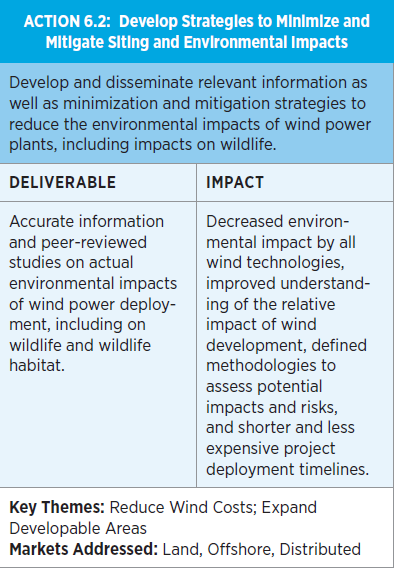 ACTION 6.2: Develop Strategies to Minimize and
Mitigate Siting and Environmental Impacts
Develop and disseminate relevant information as
well as minimization and mitigation strategies to
reduce the environmental impacts of wind power
plants, including impacts on wildlife.
DELIVERABLE
Accurate information
and peer-reviewed
studies on actual
environmental impacts
of wind power deploy-
ment, including on
wildlife and wildlife
habitat.
IMPACT
Decreased environ-
mental impact by all
wind technologies,
improved understand-
ing of the relative
impact of wind
development, defined
methodologies to
assess potential
impacts and risks,
and shorter and less
expensive project
deployment timelines.
Key Themes: Reduce Wind Costs; Expand
Developable Areas
Markets Addressed: Land, Offshore, Distributed